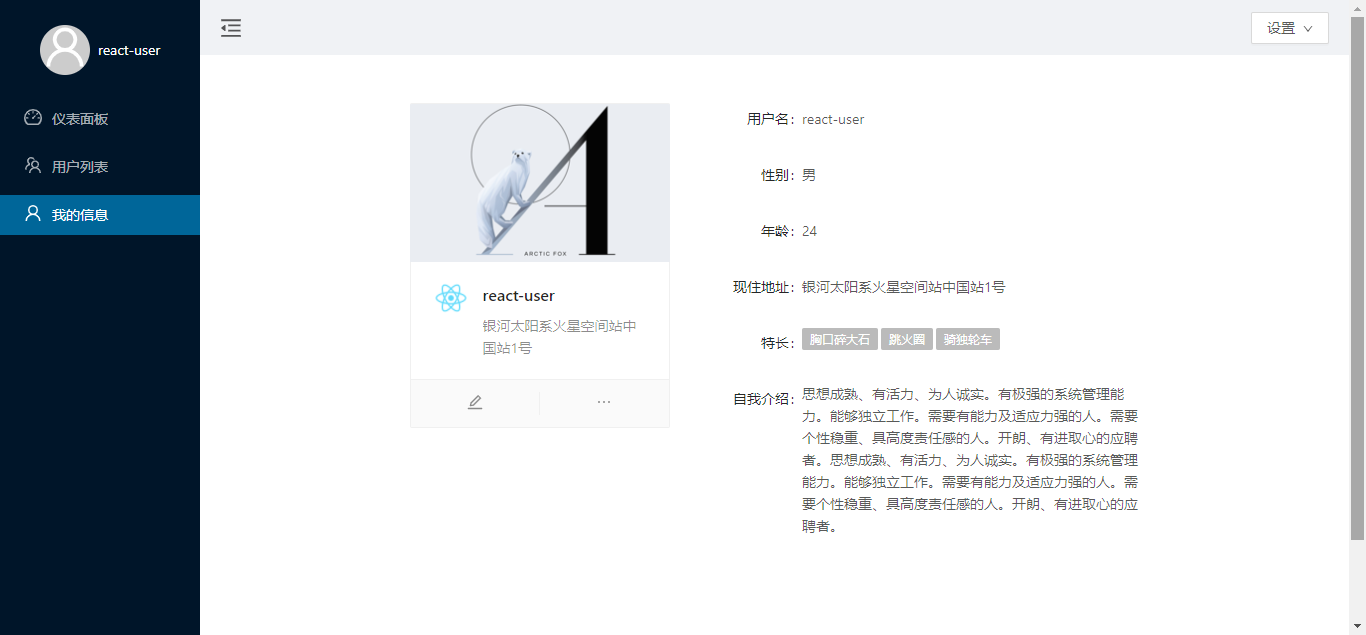 react-user
设置
仪表面板
用户列表
我的信息
ARCTIC FOX
react-user
银河太阳系火星空间站中
国站1号
用户名：react-user
性别：男
年龄：24
现住地址：银河太阳系火星空间站中国站1号
特长：胸口碎大石 跳火圈 骑独轮车
自我介绍：思想成熟、有活力、为人诚实。有极强的系统管理能
力。能够独立工作。需要有能力及适应力强的人。需要
个性稳重、具高度责任感的人。开朗、有进取心的应聘
者。思想成熟、有活力、为人诚实。有极强的系统管理
能力。能够独立工作。需要有能力及适应力强的人。需
要个性稳重、具高度责任感的人。开朗、有进取心的应
聘者。